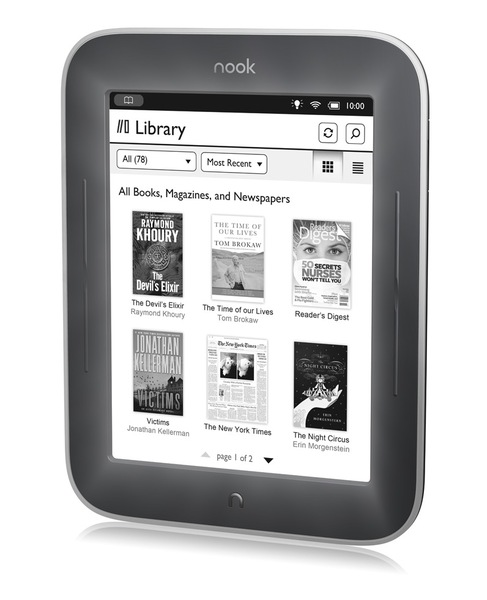 nook
10:00
Library
All (78)
Most Recent
All Books, Magazines, and Newspapers
RAYMOND
KHOURY
The
Devil's Elixir
The Devil's Elixir
Raymond Khoury
THE TIME OF
OUR LIVES
TOM BROKAW
The Time of our Lives
Tom Brokaw
Reader's
Digest
50 SECRETS
NURSES
WON'T TELL YOU
Reader's Digest
JONATHAN
KELLERMAN
VICTIMS
Victims
Jonathan Kellerman
The New York Times
The New York Times
THE
NIGHT CIRCUS
ERIN
MORGENSTERN
The Night Circus
Erin Morgenstein
page 1 of 2